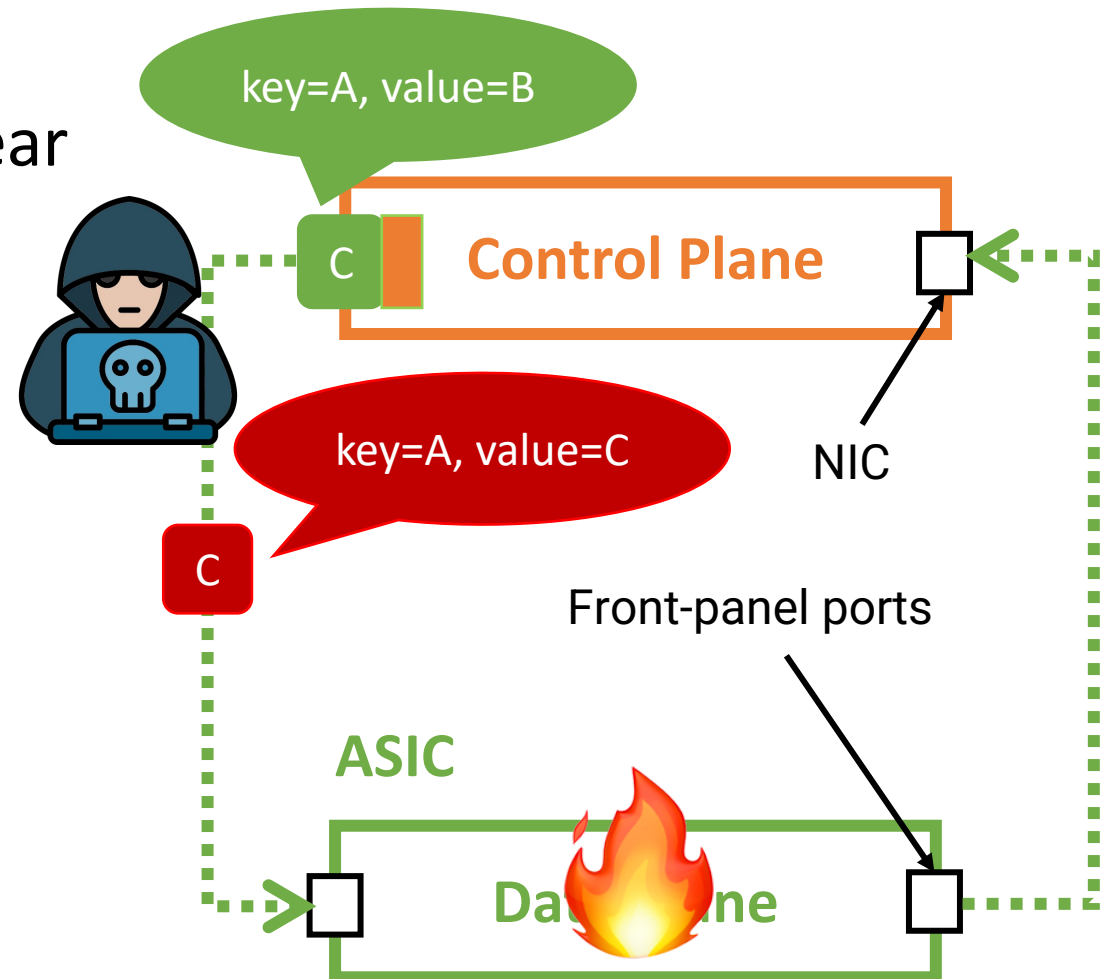 key=A, value=B
ear
C
Control Plane
key=A, value=C
NIC
C
Front-panel ports
ASIC